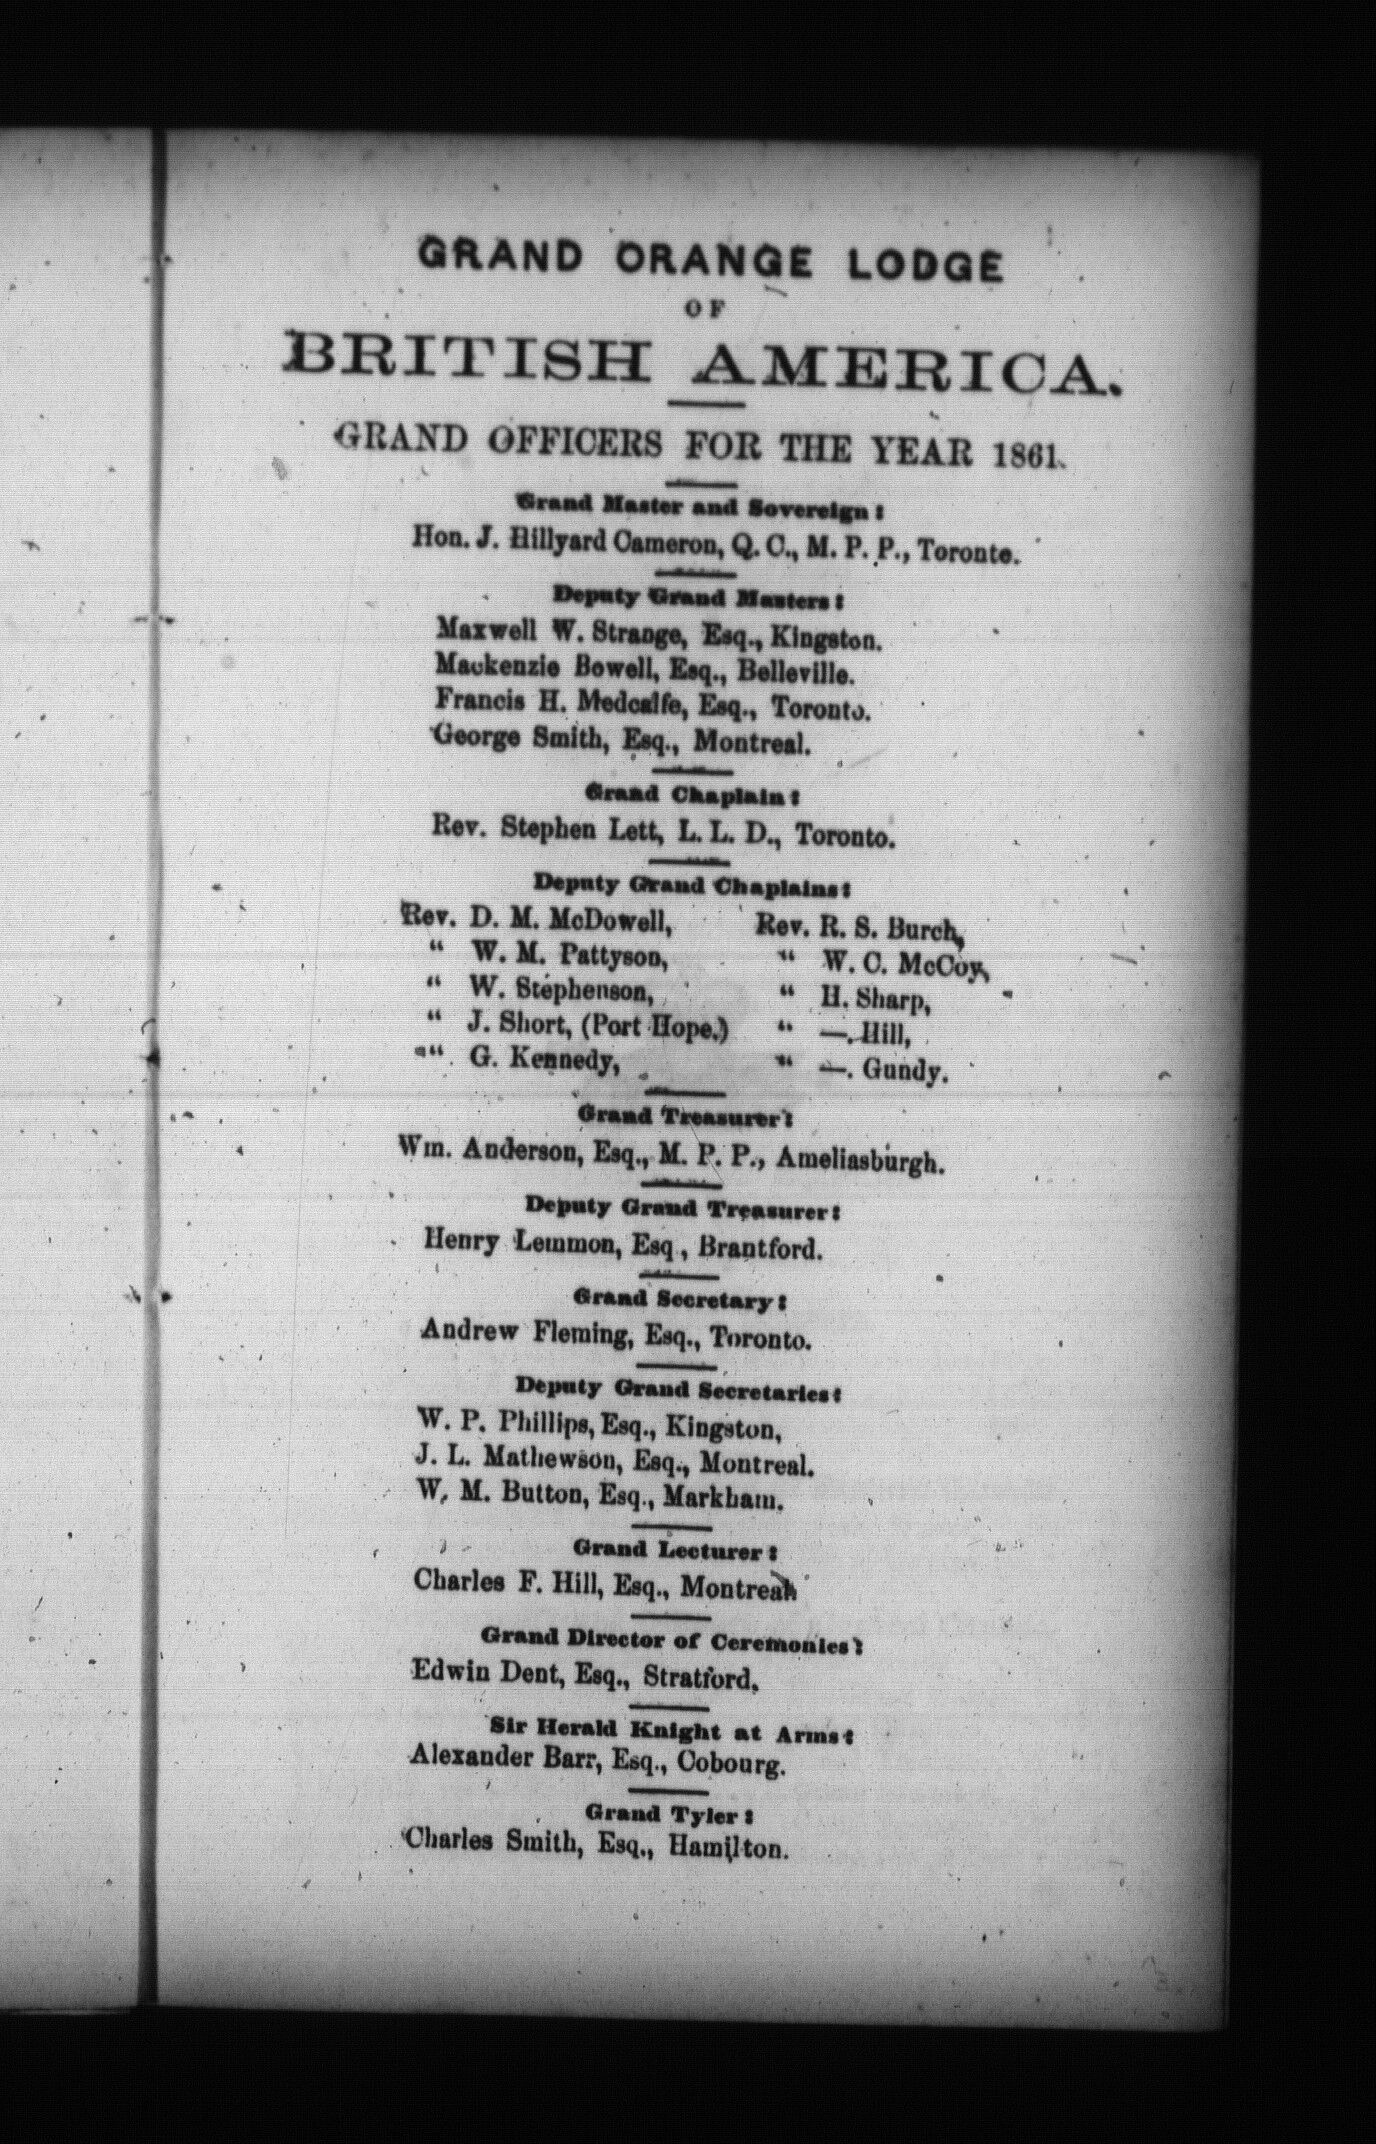 GRAND ORANGE LODGE
OF
BRITISH AMERICA.
GRAND OFFICERS FOR THE YEAR 1861.
Grand Master and Sovereign:
Hon. J. Hillyard Cameron, Q. C., M. P. P., Toronto.
Deputy Grand Masters:
Maxwell W. Strange, Esq., Kingston.
Mackenzie Bowell, Esq., Belleville.
Francis H. Medcalfe, Esq., Toronto.
George Smith, Esq., Montreal.
Grand Chaplain:
Rev. Stephen Lett, L. L. D., Toronto.
Deputy Grand Chaplains:
Rev. D. M. McDowell, Rev. R. S. Burch,
“ W. M. Pattyson, “ W. C. McCoy,
“ W. Stephenson, “ H. Sharp,
“ J. Short, (Port Hope.) “ —. Hill,
“ G. Kennedy, “ —. Gundy.
Grand Treasurer:
Wm. Anderson, Esq., M. P. P., Ameliasburgh.
Deputy Grand Treasurer:
Henry Lemmon, Esq , Brantford.
Grand Secretary:
Andrew Fleming, Esq., Toronto.
Deputy Grand Secretaries:
W. P. Phillips, Esq., Kingston,
J. L. Mathewson, Esq., Montreal.
W. M. Button, Esq., Markham.
Grand Lecturer:
Charles F. Hill, Esq., Montreal.
Grand Director of Ceremonies:
Edwin Dent, Esq., Stratford.
Sir Herald Knight at Arms:
Alexander Barr, Esq., Cobourg.
Grand Tyler:
Charles Smith, Esq., Hamilton.